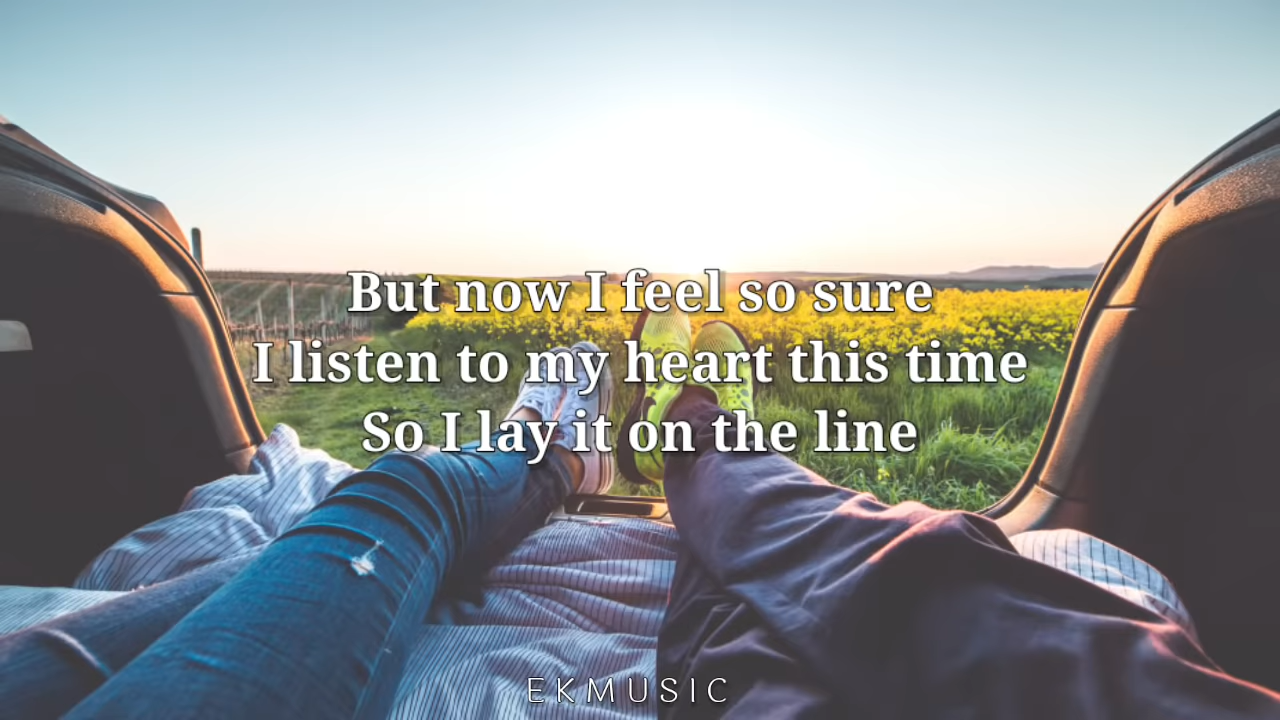 But now I feel so sure
I listen to my heart this time
So I lay it on the line
EKMUSIC